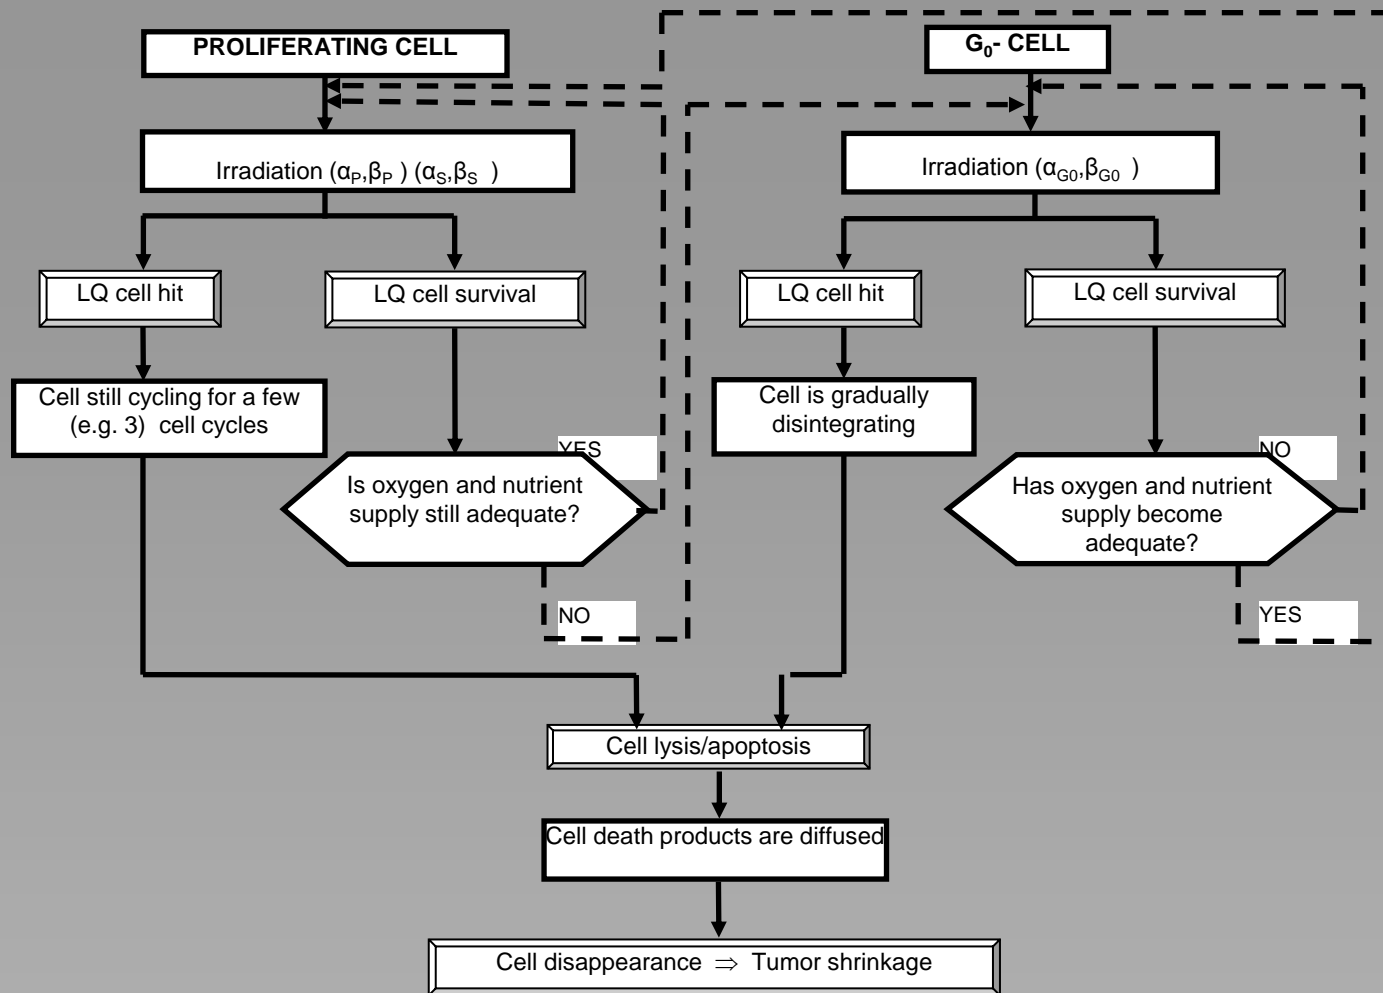 PROLIFERATING CELL
G₀- CELL
Irradiation (αP,βP ) (αS,βS )
Irradiation (αG0,βG0 )
LQ cell hit
LQ cell survival
LQ cell hit
LQ cell survival
Cell still cycling for a few
(e.g. 3) cell cycles
Cell is gradually
disintegrating
YES
NO
Is oxygen and nutrient
supply still adequate?
Has oxygen and nutrient
supply become
adequate?
NO
YES
Cell lysis/apoptosis
Cell death products are diffused
Cell disappearance ⇒ Tumor shrinkage